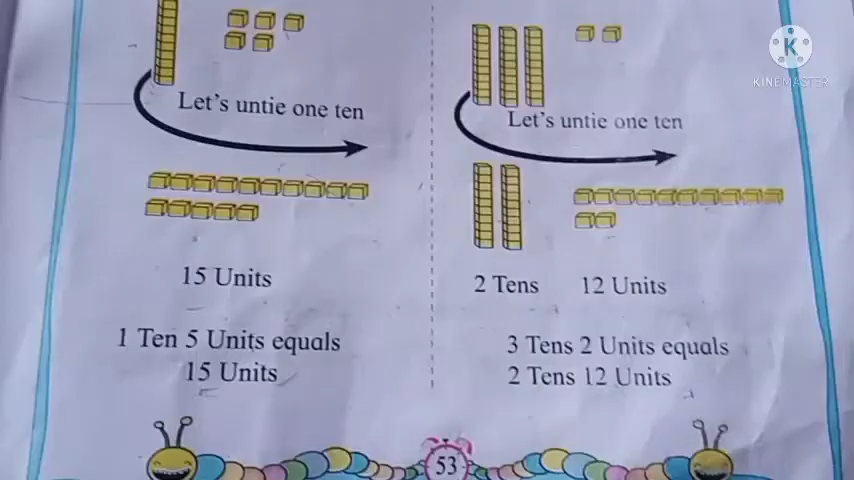 K
KINEMASTER
Let's untie one ten
15 Units
1 Ten 5 Units equals
15 Units
Let's untie one ten
2 Tens 12 Units
3 Tens 2 Units equals
2 Tens 12 Units
53